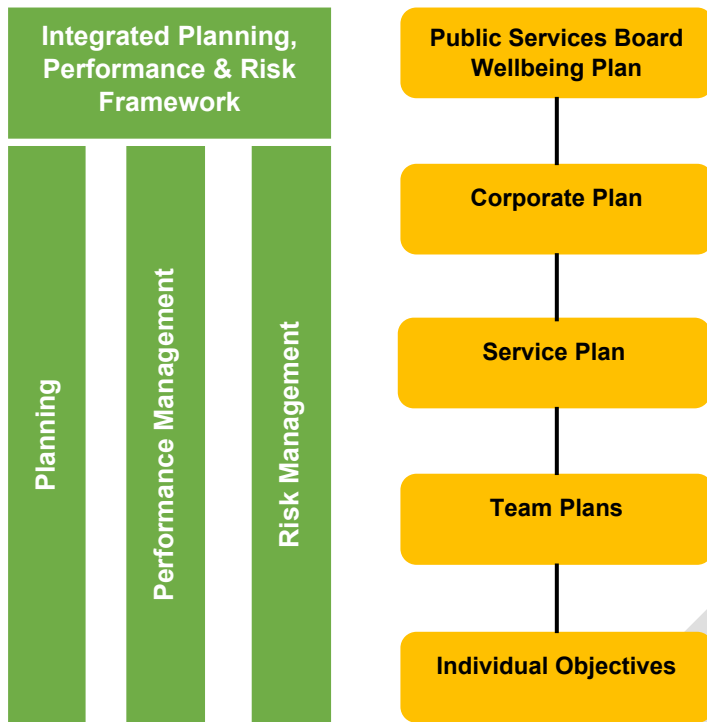 Integrated Planning,
Performance & Risk
Framework
Planning
Performance Management
Risk Management
Public Services Board
Wellbeing Plan
Corporate Plan
Service Plan
Team Plans
Individual Objectives